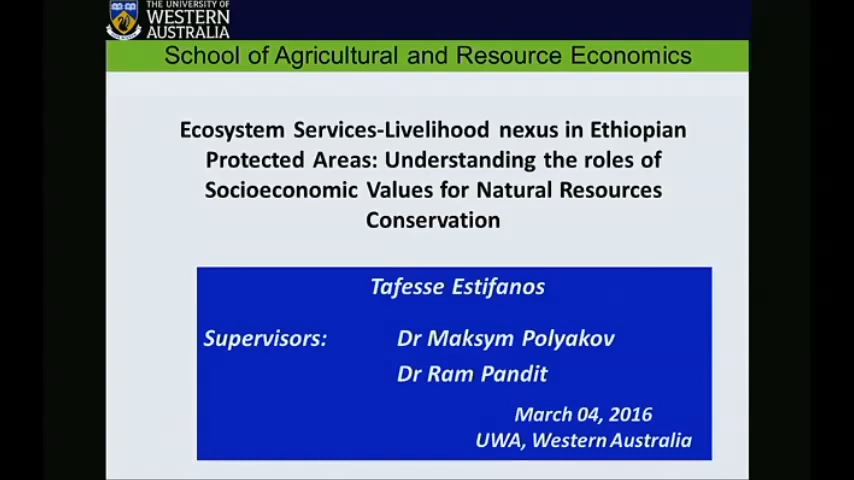 THE UNIVERSITY OF
WESTERN
AUSTRALIA
School of Agricultural and Resource Economics
Ecosystem Services-Livelihood nexus in Ethiopian
Protected Areas: Understanding the roles of
Socioeconomic Values for Natural Resources
Conservation
Tafesse Estifanos
Supervisors: Dr Maksym Polyakov
Dr Ram Pandit
March 04, 2016
UWA, Western Australia